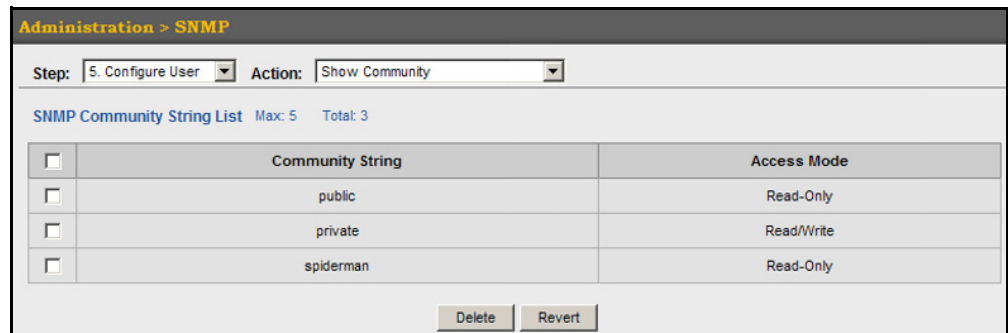 Administration > SNMP
Step: 5. Configure User Action: Show Community
SNMP Community String List Max: 5 Total: 3
Community String Access Mode
public Read-Only
private Read/Write
spiderman Read-Only
Delete Revert